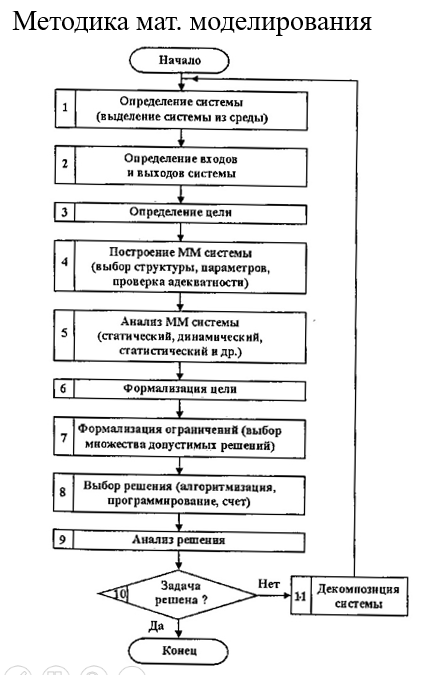 Методика мат. моделирования
Начало
1
Определение системы
(выделение системы из среды)
2
Определение входов
и выходов системы
3
Определение цели
4
Построение ММ системы
(выбор структуры, параметров,
проверка адекватности)
5
Анализ ММ системы
(статический, динамический,
статистический и др.)
6
Формализация цели
7
Формализация ограничений (выбор
множества допустимых решений)
8
Выбор решения (алгоритмизация,
программирование, счет)
9
Анализ решения
10
Задача
решена ?
Нет
11
Декомпозиция
системы
Да
Конец